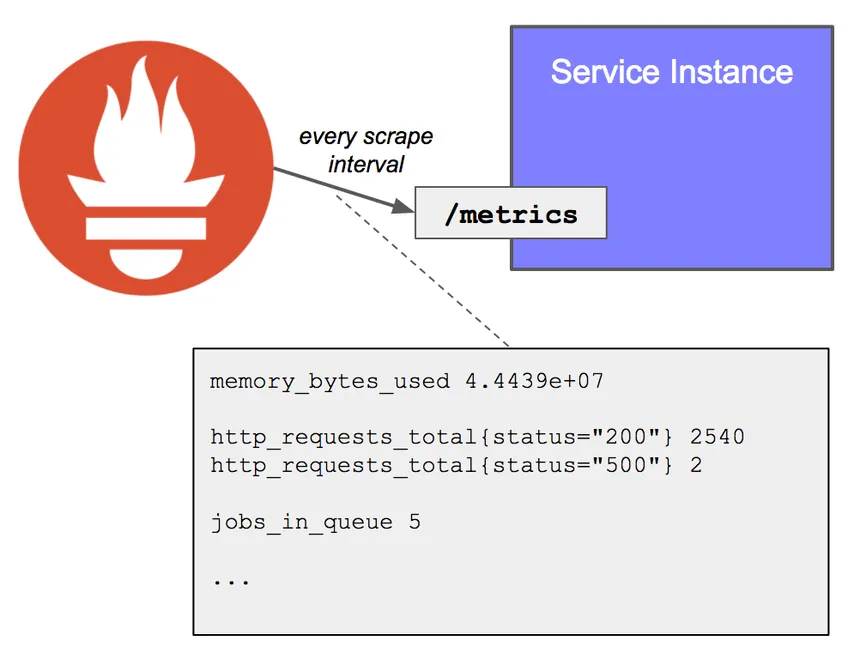 Service Instance
every scrape
interval
/metrics
memory_bytes_used 4.4439e+07
http_requests_total{status="200"} 2540
http_requests_total{status="500"} 2
jobs_in_queue 5
...